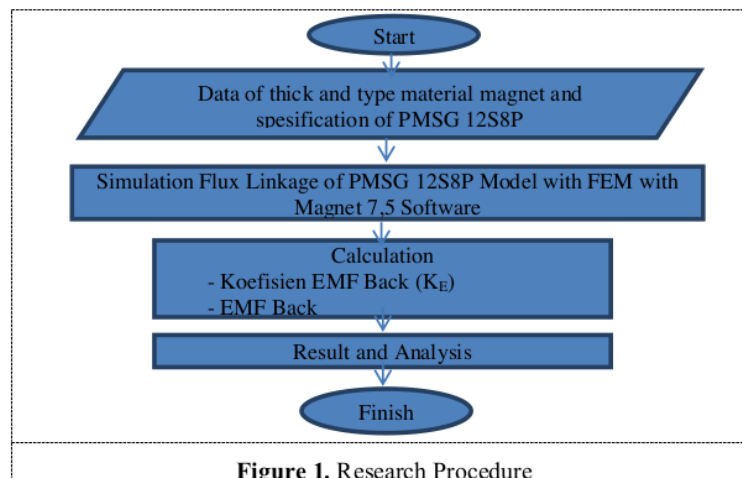 Start
Data of thick and type material magnet and
spesification of PMSG 12S8P
Simulation Flux Linkage of PMSG 12S8P Model with FEM with
Magnet 7,5 Software
Calculation
- Koefisien EMF Back (KE)
- EMF Back
Result and Analysis
Finish
Figure 1. Research Procedure